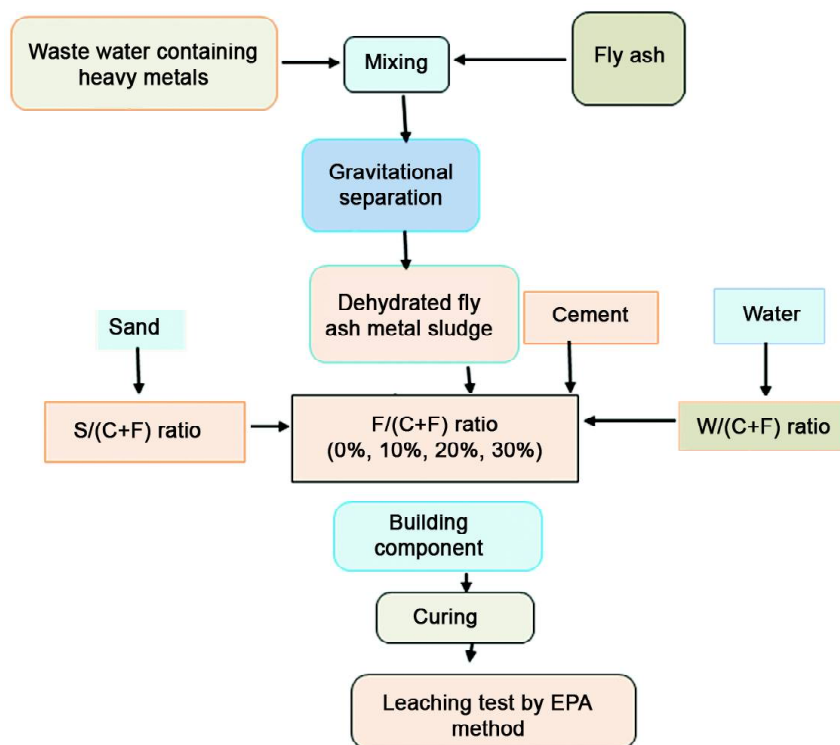 Waste water containing
heavy metals
Mixing
Fly ash
Gravitational
separation
Dehydrated fly
ash metal sludge
Cement
Sand
Water
S/(C+F) ratio
F/(C+F) ratio
(0%, 10%, 20%, 30%)
W/(C+F) ratio
Building
component
Curing
Leaching test by EPA
method